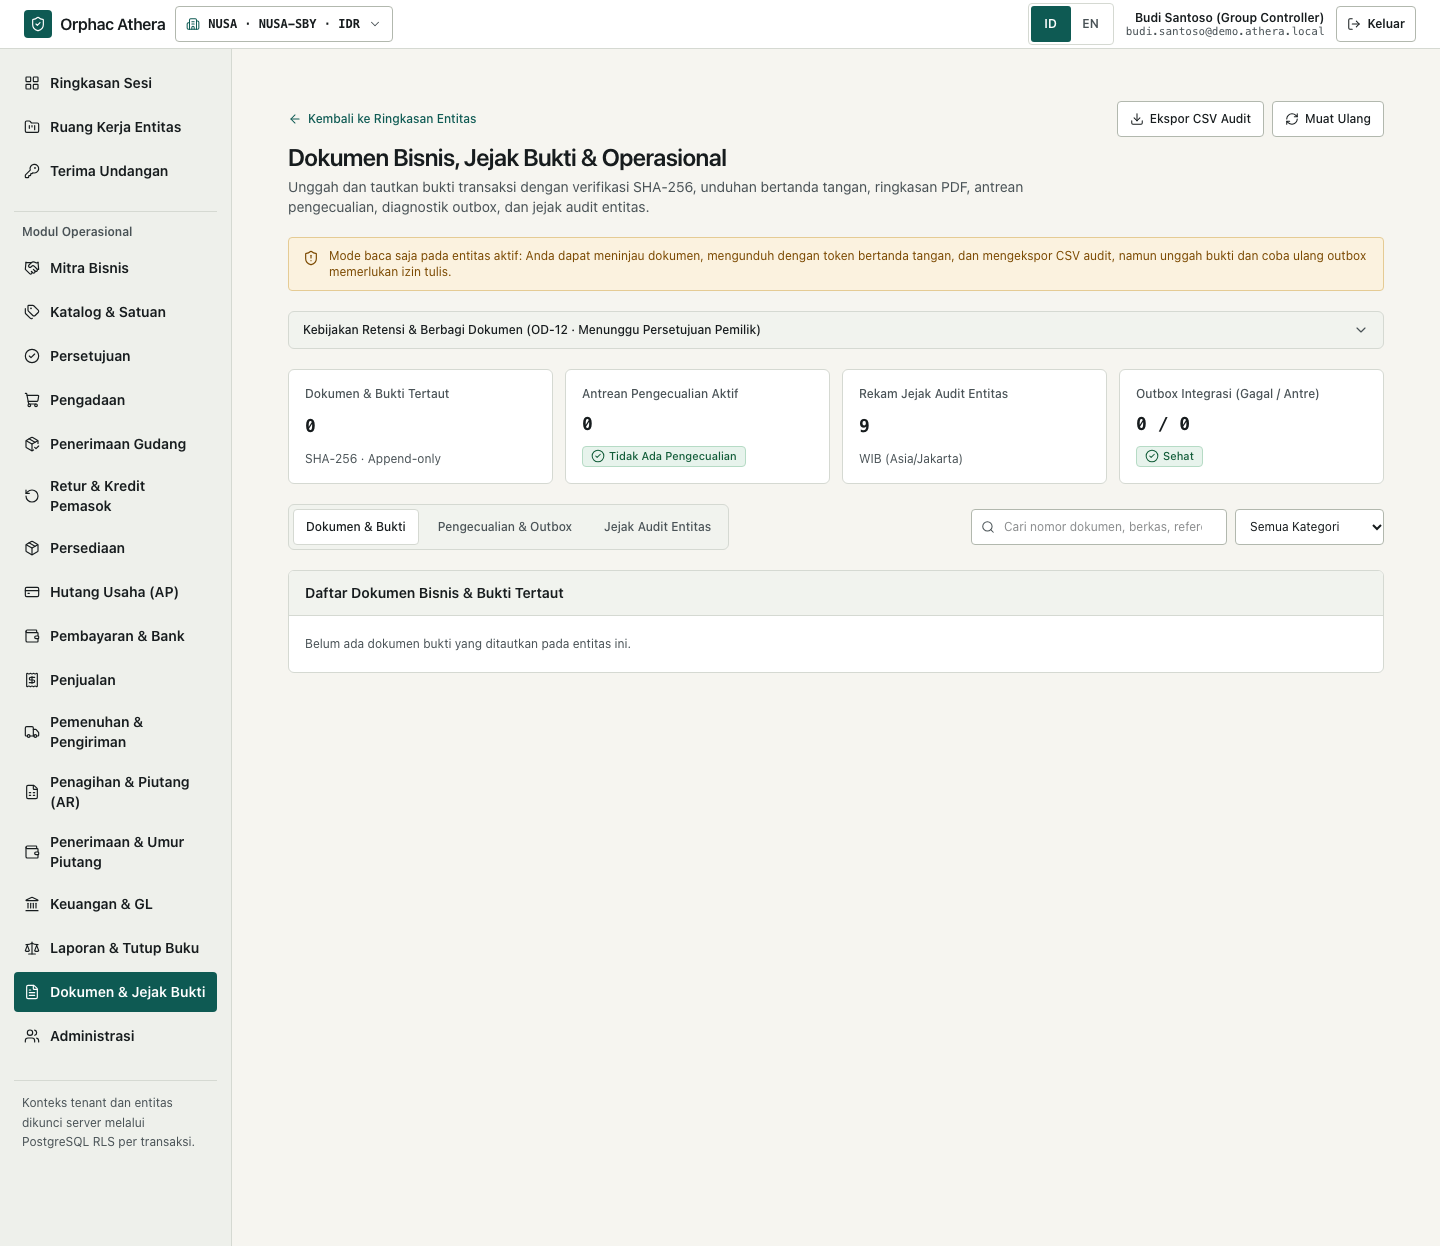 Orphac Athera
NUSA · NUSA-SBY · IDR
ID
EN
Budi Santoso (Group Controller)
budi.santoso@demo.athera.local
Keluar
Ringkasan Sesi
Ruang Kerja Entitas
Terima Undangan
Modul Operasional
Mitra Bisnis
Katalog & Satuan
Persetujuan
Pengadaan
Penerimaan Gudang
Retur & Kredit
Pemasok
Persediaan
Hutang Usaha (AP)
Pembayaran & Bank
Penjualan
Pemenuhan &
Pengiriman
Penagihan & Piutang
(AR)
Penerimaan & Umur
Piutang
Keuangan & GL
Laporan & Tutup Buku
Dokumen & Jejak Bukti
Administrasi
Konteks tenant dan entitas
dikunci server melalui
PostgreSQL RLS per transaksi.
Kembali ke Ringkasan Entitas
Ekspor CSV Audit
Muat Ulang
Dokumen Bisnis, Jejak Bukti & Operasional
Unggah dan tautkan bukti transaksi dengan verifikasi SHA-256, unduhan bertanda tangan, ringkasan PDF, antrean
pengecualian, diagnostik outbox, dan jejak audit entitas.
Mode baca saja pada entitas aktif: Anda dapat meninjau dokumen, mengunduh dengan token bertanda tangan, dan mengekspor CSV audit, namun unggah bukti dan coba ulang outbox
memerlukan izin tulis.
Kebijakan Retensi & Berbagi Dokumen (OD-12 · Menunggu Persetujuan Pemilik)
Dokumen & Bukti Tertaut
0
SHA-256 · Append-only
Antrean Pengecualian Aktif
0
Tidak Ada Pengecualian
Rekam Jejak Audit Entitas
9
WIB (Asia/Jakarta)
Outbox Integrasi (Gagal / Antre)
0 / 0
Sehat
Dokumen & Bukti
Pengecualian & Outbox
Jejak Audit Entitas
Cari nomor dokumen, berkas, refer
Semua Kategori
Daftar Dokumen Bisnis & Bukti Tertaut
Belum ada dokumen bukti yang ditautkan pada entitas ini.